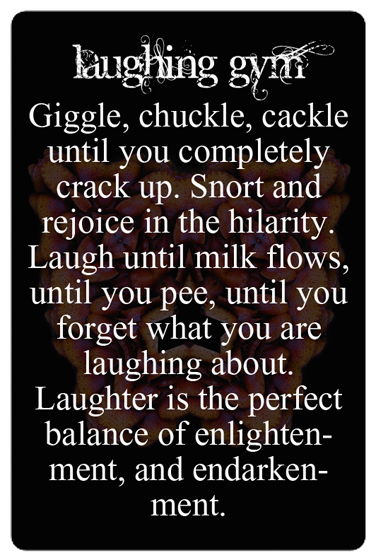 laughing gym
Giggle, chuckle, cackle
until you completely
crack up. Snort and
rejoice in the hilarity.
Laugh until milk flows,
until you pee, until you
forget what you are
laughing about.
Laughter is the perfect
balance of enlighten-
ment, and endarken-
ment.